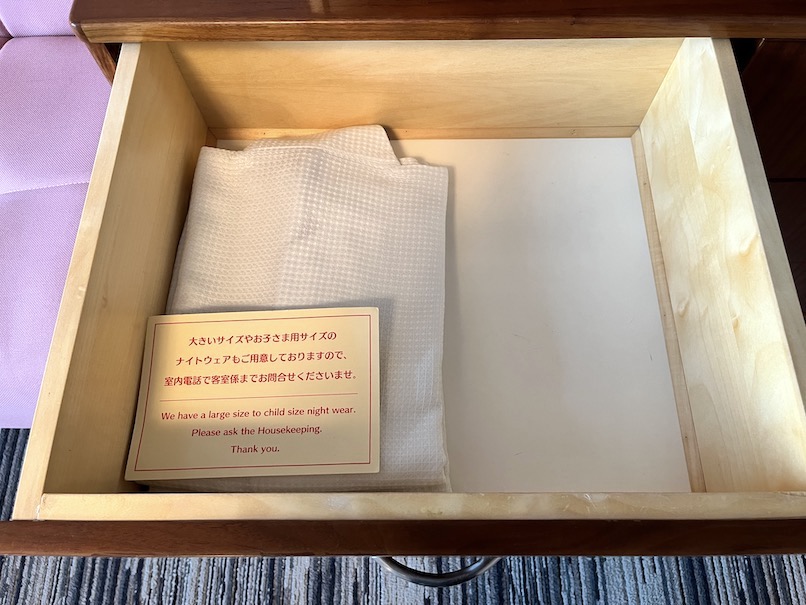 大きいサイズやお子さま用サイズの
ナイトウェアもご用意しておりますので、
室内電話で客室係までお問合せくださいませ。
We have a large size to child size night wear.
Please ask the Housekeeping.
Thank you.